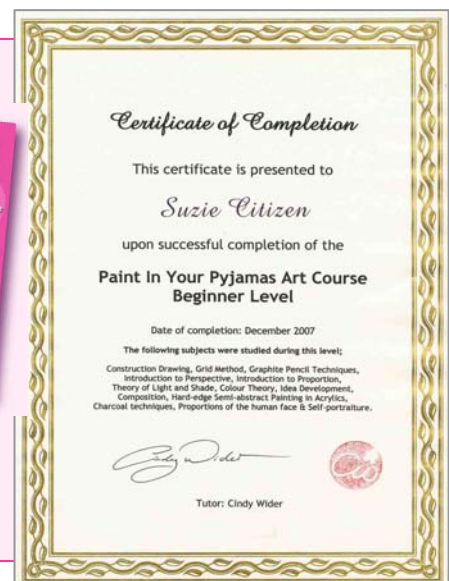 Certificate of Completion
This certificate is presented to
Suzie Citizen
upon successful completion of the
Paint In Your Pyjamas Art Course
Beginner Level
Date of completion: December 2007
The following subjects were studied during this level;
Construction Drawing, Grid Method, Graphite Pencil Techniques,
Introduction to Perspective, Introduction to Proportion,
Theory of Light and Shade, Colour Theory, Idea Development,
Composition, Hard-edge Semi-abstract Painting in Acrylics,
Charcoal techniques, Proportions of the human face & Self-portraiture.
Cindy Wider
Tutor: Cindy Wider